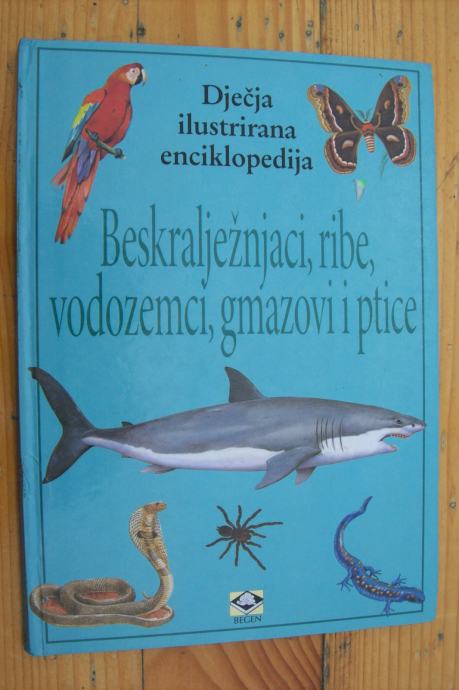 Dječja
ilustrirana
enciklopedija
Beskralježnjaci, ribe,
vodozemci, gmazovi i ptice
BEGEN